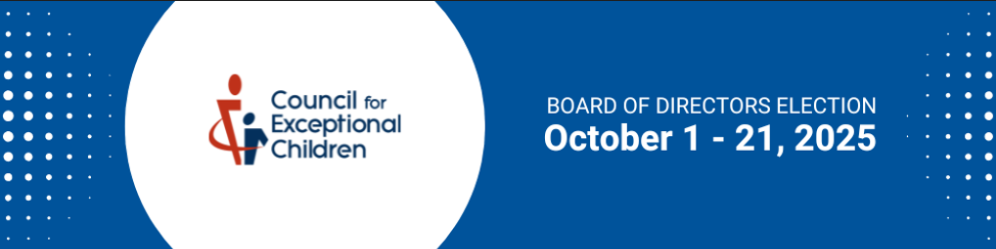 Council for
Exceptional
Children
BOARD OF DIRECTORS ELECTION
October 1 - 21, 2025